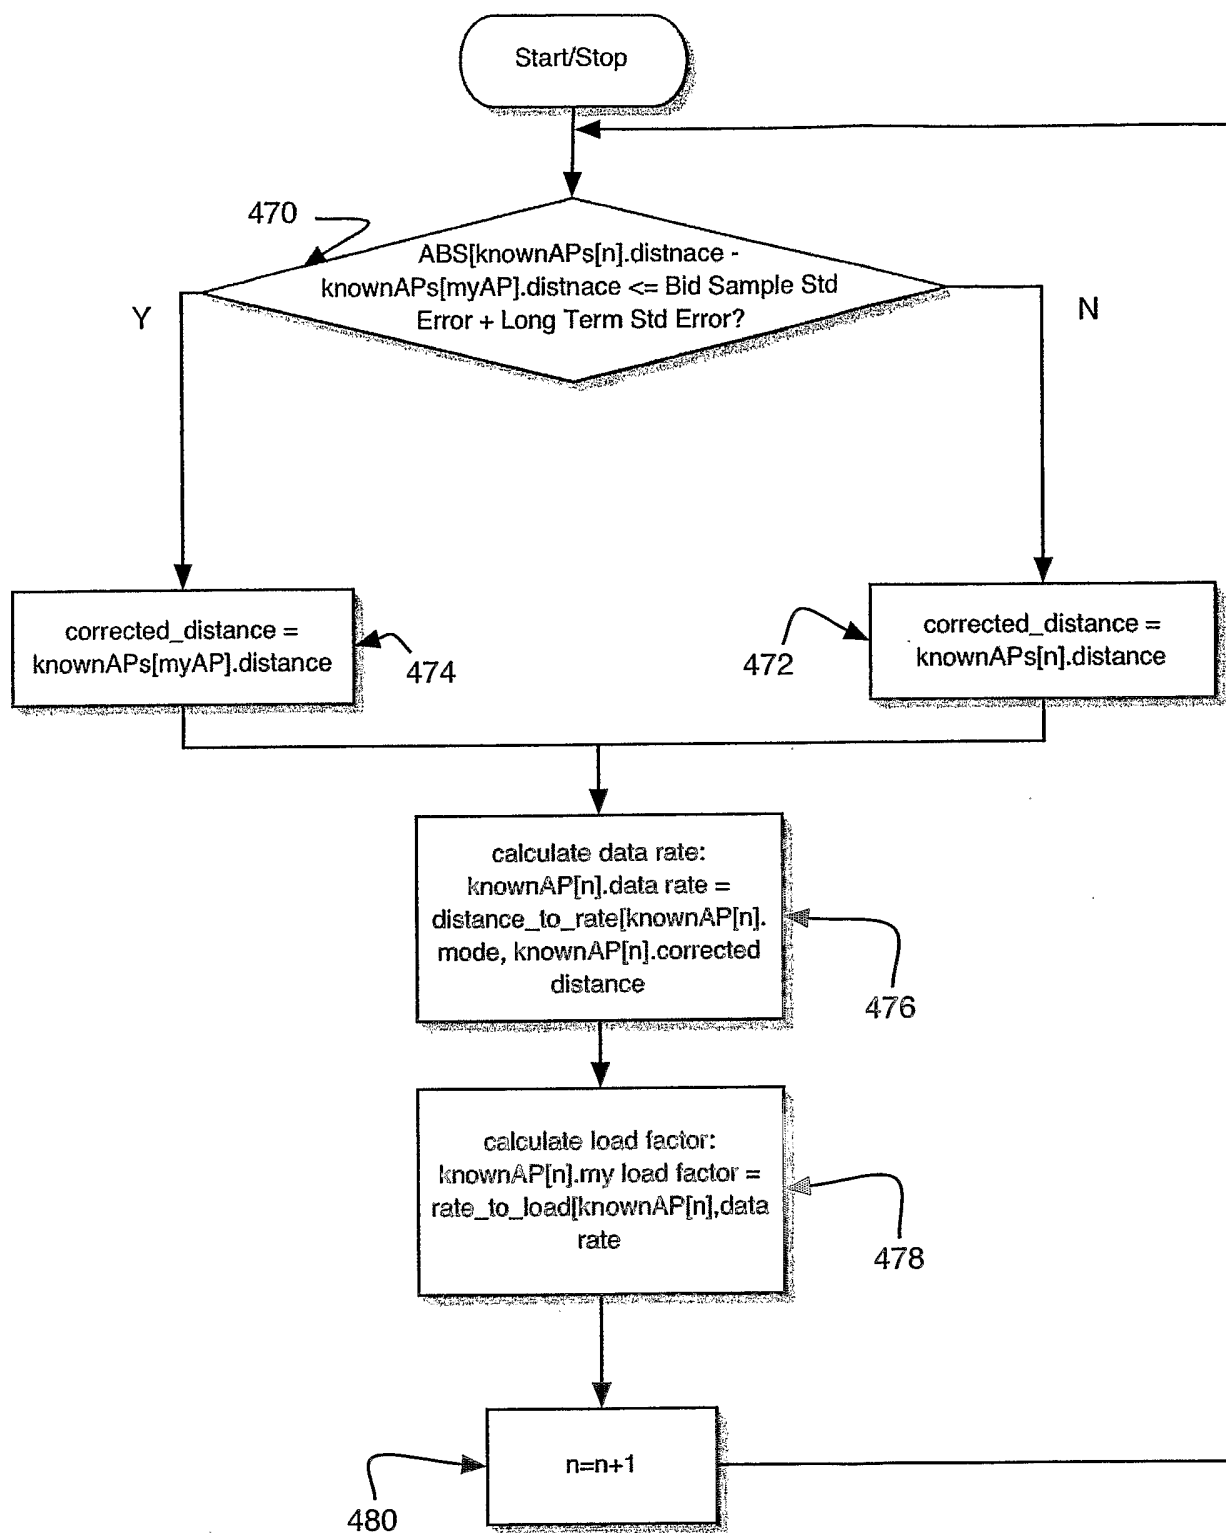 Start/Stop
470
ABS[knownAPs[n].distnace -
knownAPs[myAP].distnace <= Bid Sample Std
Error + Long Term Std Error?
Y
N
corrected_distance =
knownAPs[myAP].distance
474
472
corrected_distance =
knownAPs[n].distance
calculate data rate:
knownAP[n].data rate =
distance_to_rate[knownAP[n].
mode, knownAP[n].corrected
distance
476
calculate load factor:
knownAP[n].my load factor =
rate_to_load[knownAP[n],data
rate
478
n=n+1
480